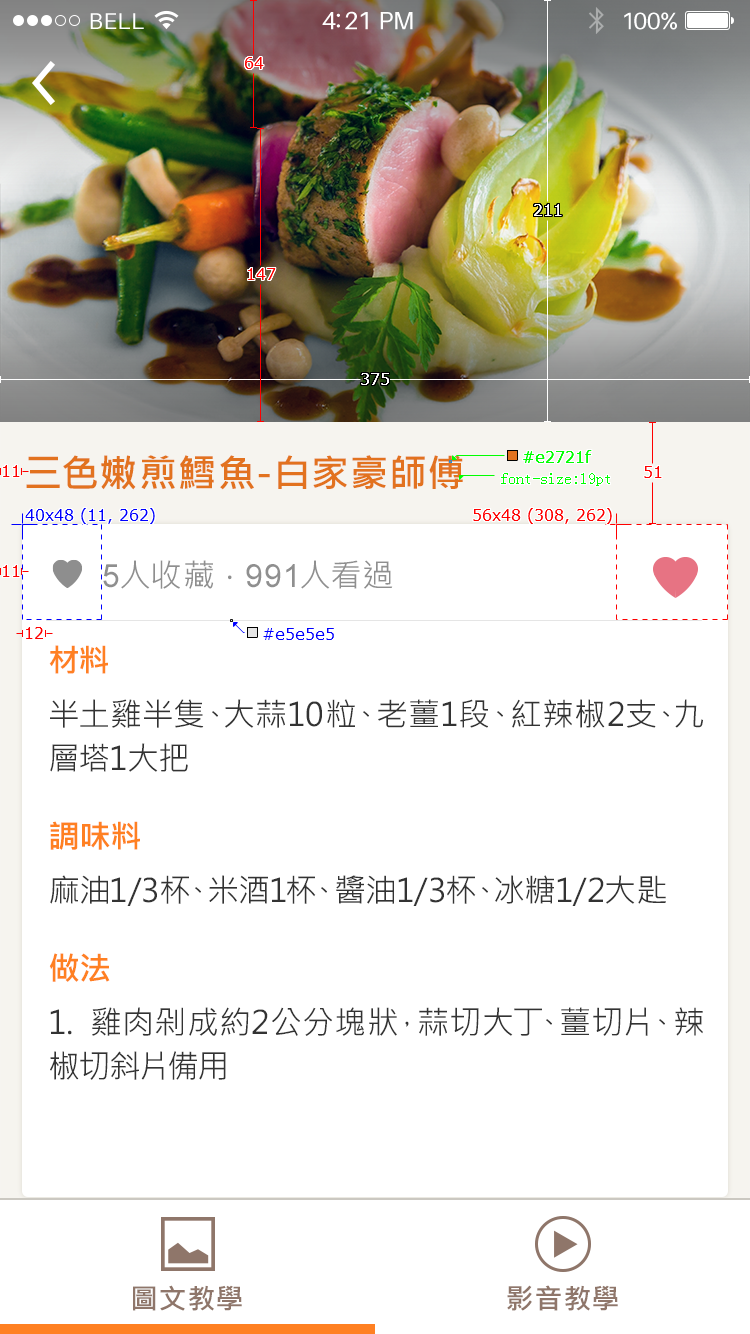 BELL 4:21 PM 100%
64
211
147
375
三色嫩煎鱈魚-白家豪師傅
#e2721f
font-size:19pt
11
51
40x48 (11, 262)
56x48 (308, 262)
11
5人收藏．991人看過
12
#e5e5e5
材料
半土雞半隻、大蒜10粒、老薑1段、紅辣椒2支、九
層塔1大把
調味料
麻油1/3杯、米酒1杯、醬油1/3杯、冰糖1/2大匙
做法
1. 雞肉剁成約2公分塊狀，蒜切大丁、薑切片、辣
椒切斜片備用
圖文教學
影音教學